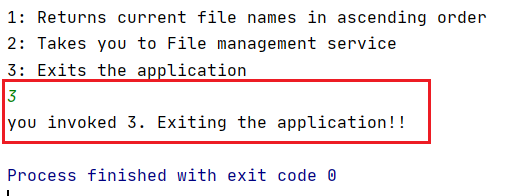 1: Returns current file names in ascending order
2: Takes you to File management service
3: Exits the application
3
you invoked 3. Exiting the application!!
Process finished with exit code 0